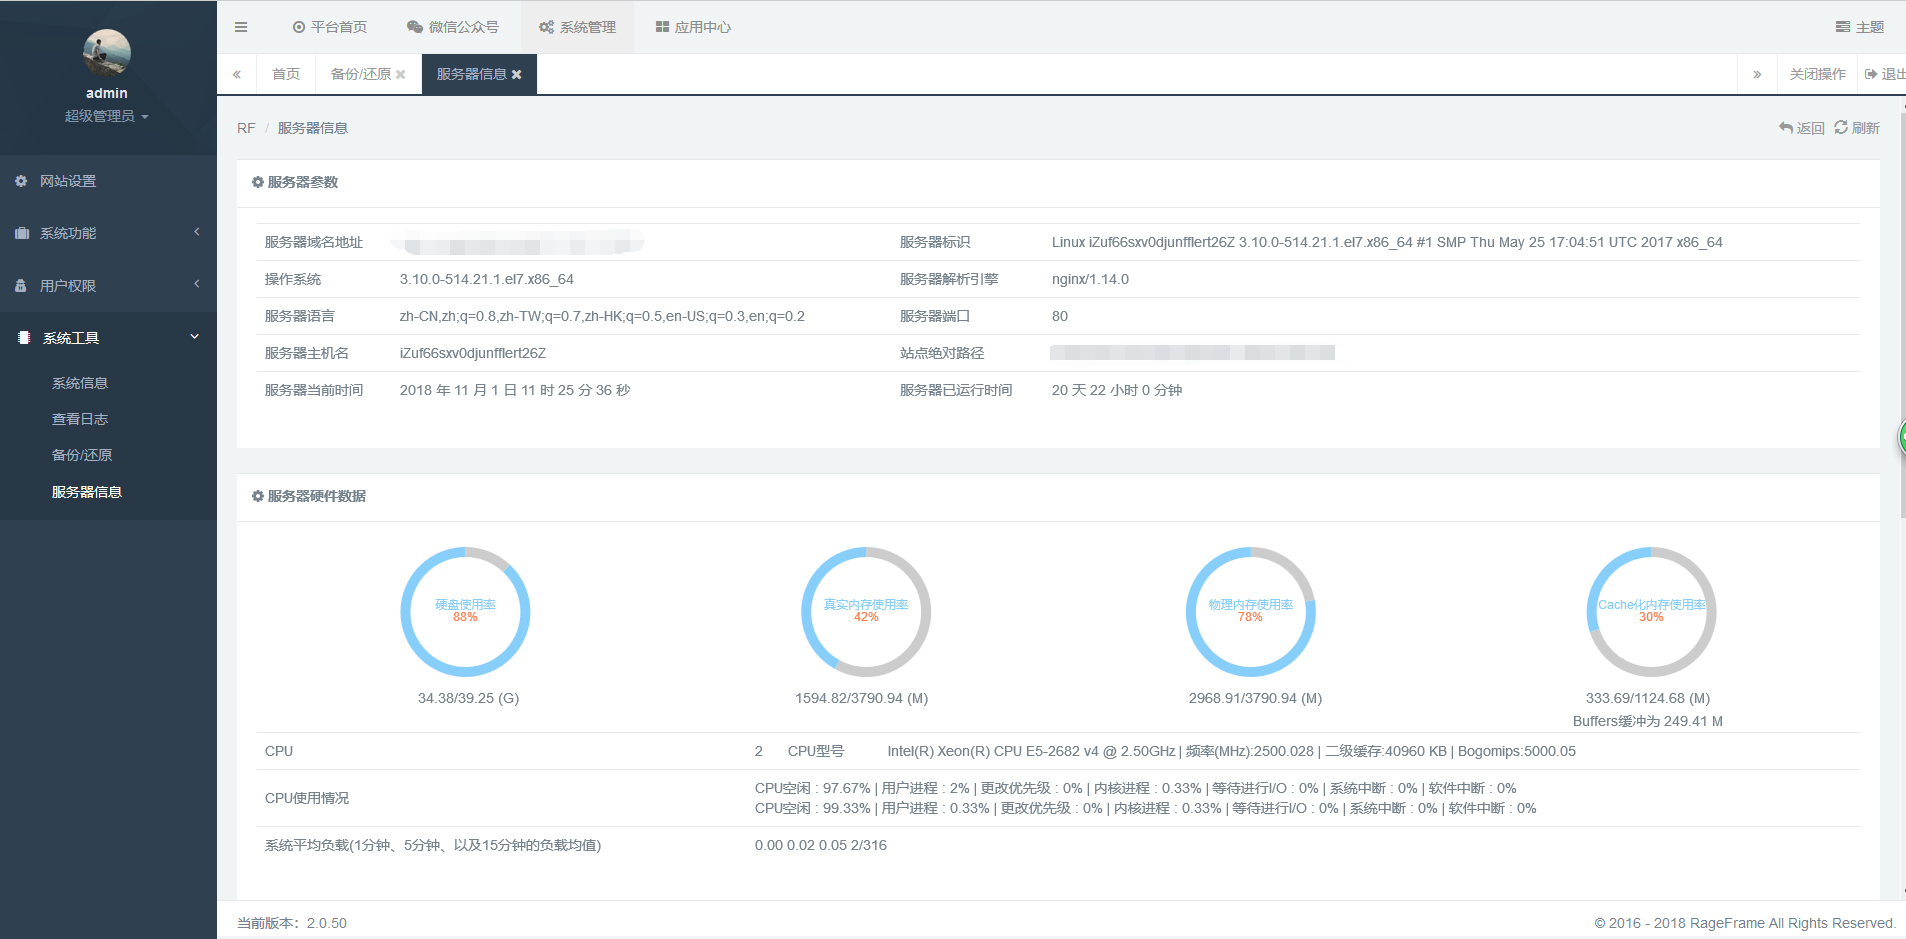 admin
超级管理员
网站设置
系统功能
用户权限
系统工具
系统信息
查看日志
备份/还原
服务器信息
平台首页 微信公众号 系统管理 应用中心 主题
首页 备份/还原 服务器信息 关闭操作 退出
RF / 服务器信息 返回 刷新
服务器参数
服务器域名地址 服务器标识 Linux iZuf66sxv0djunfflert26Z 3.10.0-514.21.1.el7.x86_64 #1 SMP Thu May 25 17:04:51 UTC 2017 x86_64
操作系统 3.10.0-514.21.1.el7.x86_64 服务器解析引擎 nginx/1.14.0
服务器语言 zh-CN,zh;q=0.8,zh-TW;q=0.7,zh-HK;q=0.5,en-US;q=0.3,en;q=0.2 服务器端口 80
服务器主机名 iZuf66sxv0djunfflert26Z 站点绝对路径
服务器当前时间 2018 年 11 月 1 日 11 时 25 分 36 秒 服务器已运行时间 20 天 22 小时 0 分钟
服务器硬件数据
硬盘使用率 真实内存使用率 物理内存使用率 Cache化内存使用率
88% 42% 78% 30%
34.38/39.25 (G) 1594.82/3790.94 (M) 2968.91/3790.94 (M) 333.69/1124.68 (M)
Buffers缓冲为 249.41 M
CPU 2 CPU型号 Intel(R) Xeon(R) CPU E5-2682 v4 @ 2.50GHz | 频率(MHz):2500.028 | 二级缓存:40960 KB | Bogomips:5000.05
CPU使用情况
CPU空闲 : 97.67% | 用户进程 : 2% | 更改优先级 : 0% | 内核进程 : 0.33% | 等待进行I/O : 0% | 系统中断 : 0% | 软件中断 : 0%
CPU空闲 : 99.33% | 用户进程 : 0.33% | 更改优先级 : 0% | 内核进程 : 0.33% | 等待进行I/O : 0% | 系统中断 : 0% | 软件中断 : 0%
系统平均负载(1分钟、5分钟、以及15分钟的负载均值) 0.00 0.02 0.05 2/316
当前版本：2.0.50 © 2016 - 2018 RageFrame All Rights Reserved.